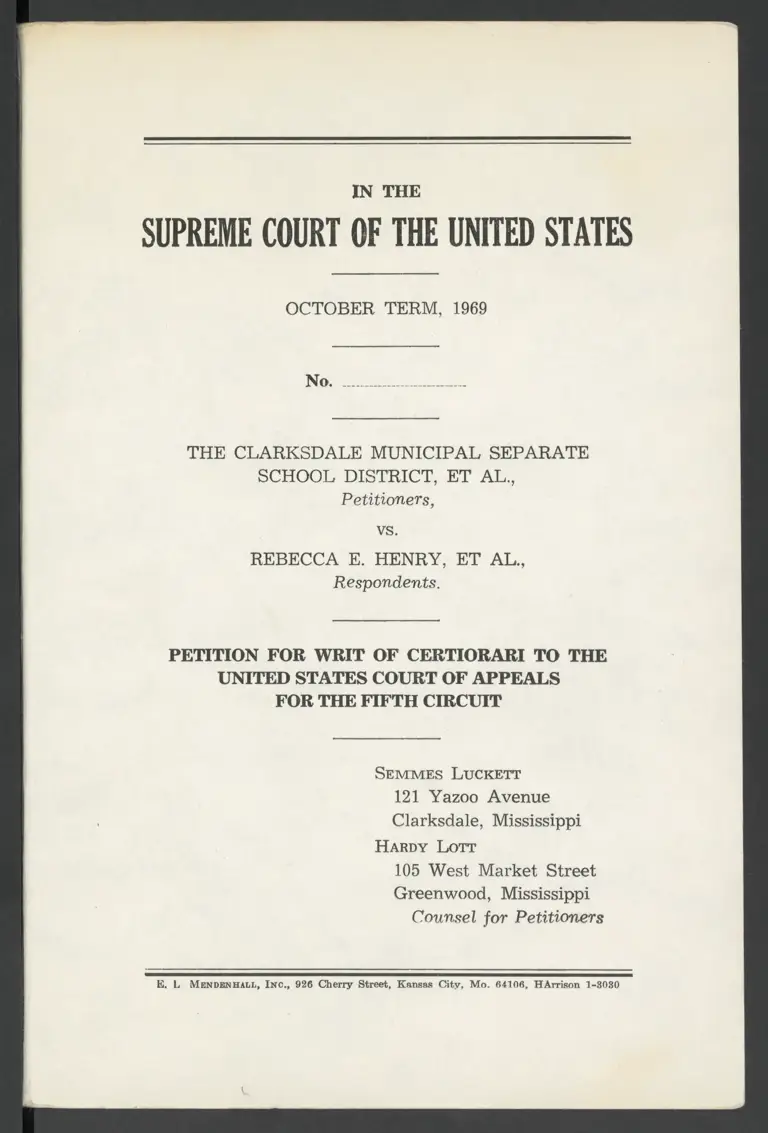 IN THE
SUPREME COURT OF THE UNITED STATES
OCTOBER TERM, 1969
No.
THE CLARKSDALE MUNICIPAL SEPARATE
SCHOOL DISTRICT, ET AL.,
Petitioners,
vs.
REBECCA E. HENRY, ET AL.,
Respondents.
PETITION FOR WRIT OF CERTIORARI TO THE
UNITED STATES COURT OF APPEALS
FOR THE FIFTH CIRCUIT
SEMMES LUCKETT
121 Yazoo Avenue
Clarksdale, Mississippi
HARDY LOTT
105 West Market Street
Greenwood, Mississippi
Counsel for Petitioners
E. L MENDENHALL, INC., 926 Cherry Street, Kansas City, Mo. 64106, HArrison 1-3030